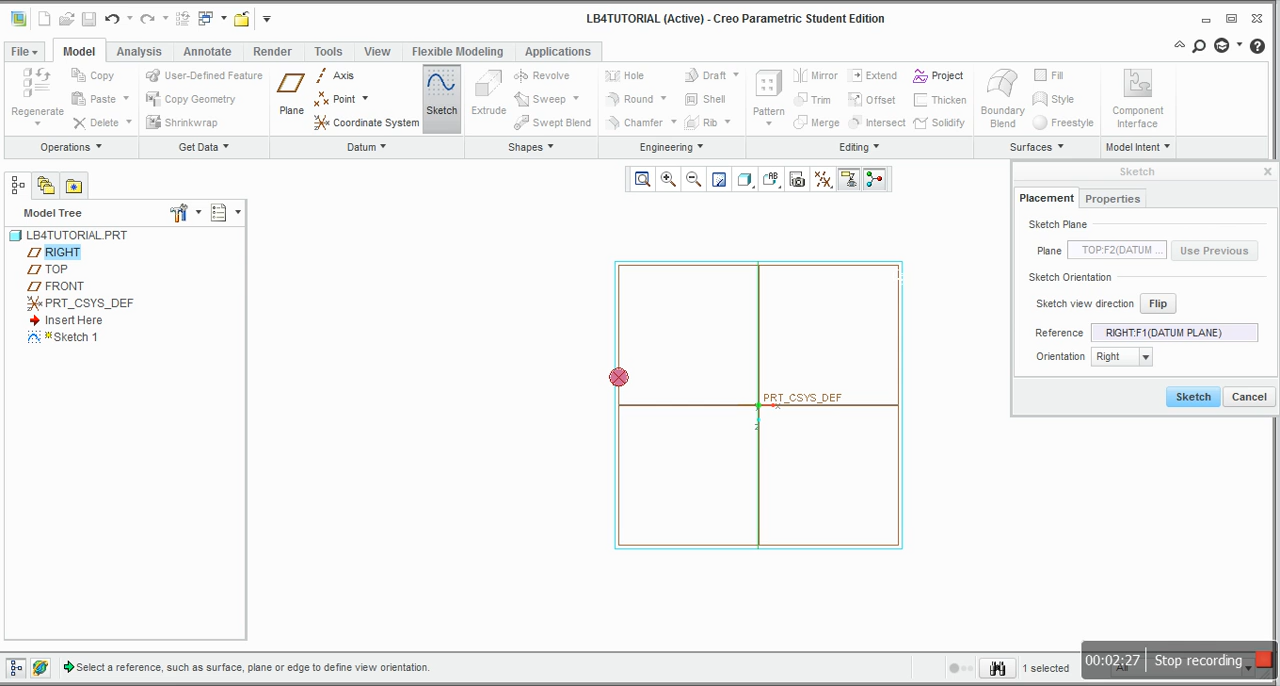 LB4TUTORIAL (Active) - Creo Parametric Student Edition
File Model Analysis Annotate Render Tools View Flexible Modeling Applications
Regenerate Copy Paste Delete
User-Defined Feature Copy Geometry Shrinkwrap
Plane Axis Point Coordinate System Sketch
Extrude Revolve Sweep Swept Blend
Hole Round Chamfer Draft Shell Rib
Pattern Mirror Trim Merge Extend Offset Intersect Project Thicken Solidify
Boundary Blend Fill Style Freestyle
Component Interface
Operations Get Data Datum Shapes Engineering Editing Surfaces Model Intent
Model Tree
LB4TUTORIAL.PRT
RIGHT
TOP
FRONT
PRT_CSYS_DEF
Insert Here
Sketch 1
PRT_CSYS_DEF
X
Z
Sketch
Placement Properties
Sketch Plane
Plane TOP:F2(DATUM ... Use Previous
Sketch Orientation
Sketch view direction Flip
Reference RIGHT:F1(DATUM PLANE)
Orientation Right
Sketch Cancel
Select a reference, such as surface, plane or edge to define view orientation.
1 selected
00:02:27 Stop recording
All